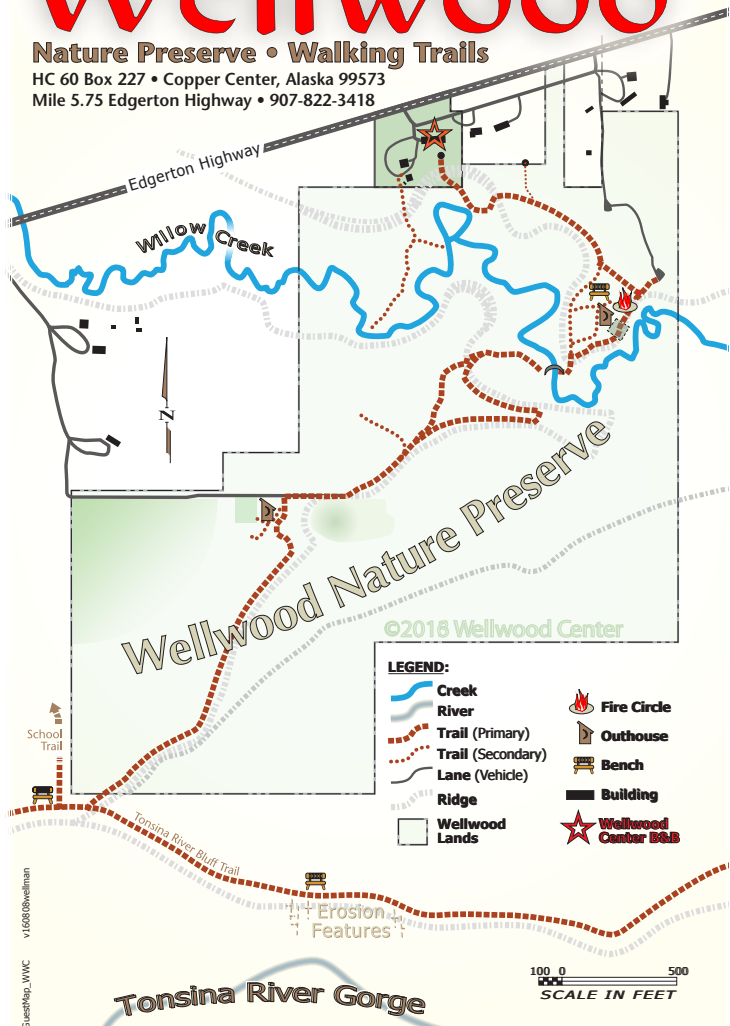 Wellwood
Nature Preserve • Walking Trails
HC 60 Box 227 • Copper Center, Alaska 99573
Mile 5.75 Edgerton Highway • 907-822-3418
Edgerton Highway
Willow Creek
N
Wellwood Nature Preserve
©2016 Wellwood Center
LEGEND:
Creek
River
Trail (Primary)
Trail (Secondary)
Lane (Vehicle)
Ridge
Wellwood
Lands
Fire Circle
Outhouse
Bench
Building
Wellwood
Center B&B
School
Trail
Tonsina River Bluff Trail
Erosion
Features
Tonsina River Gorge
100 0 500
SCALE IN FEET
GuestMap_WWC v160808wellman